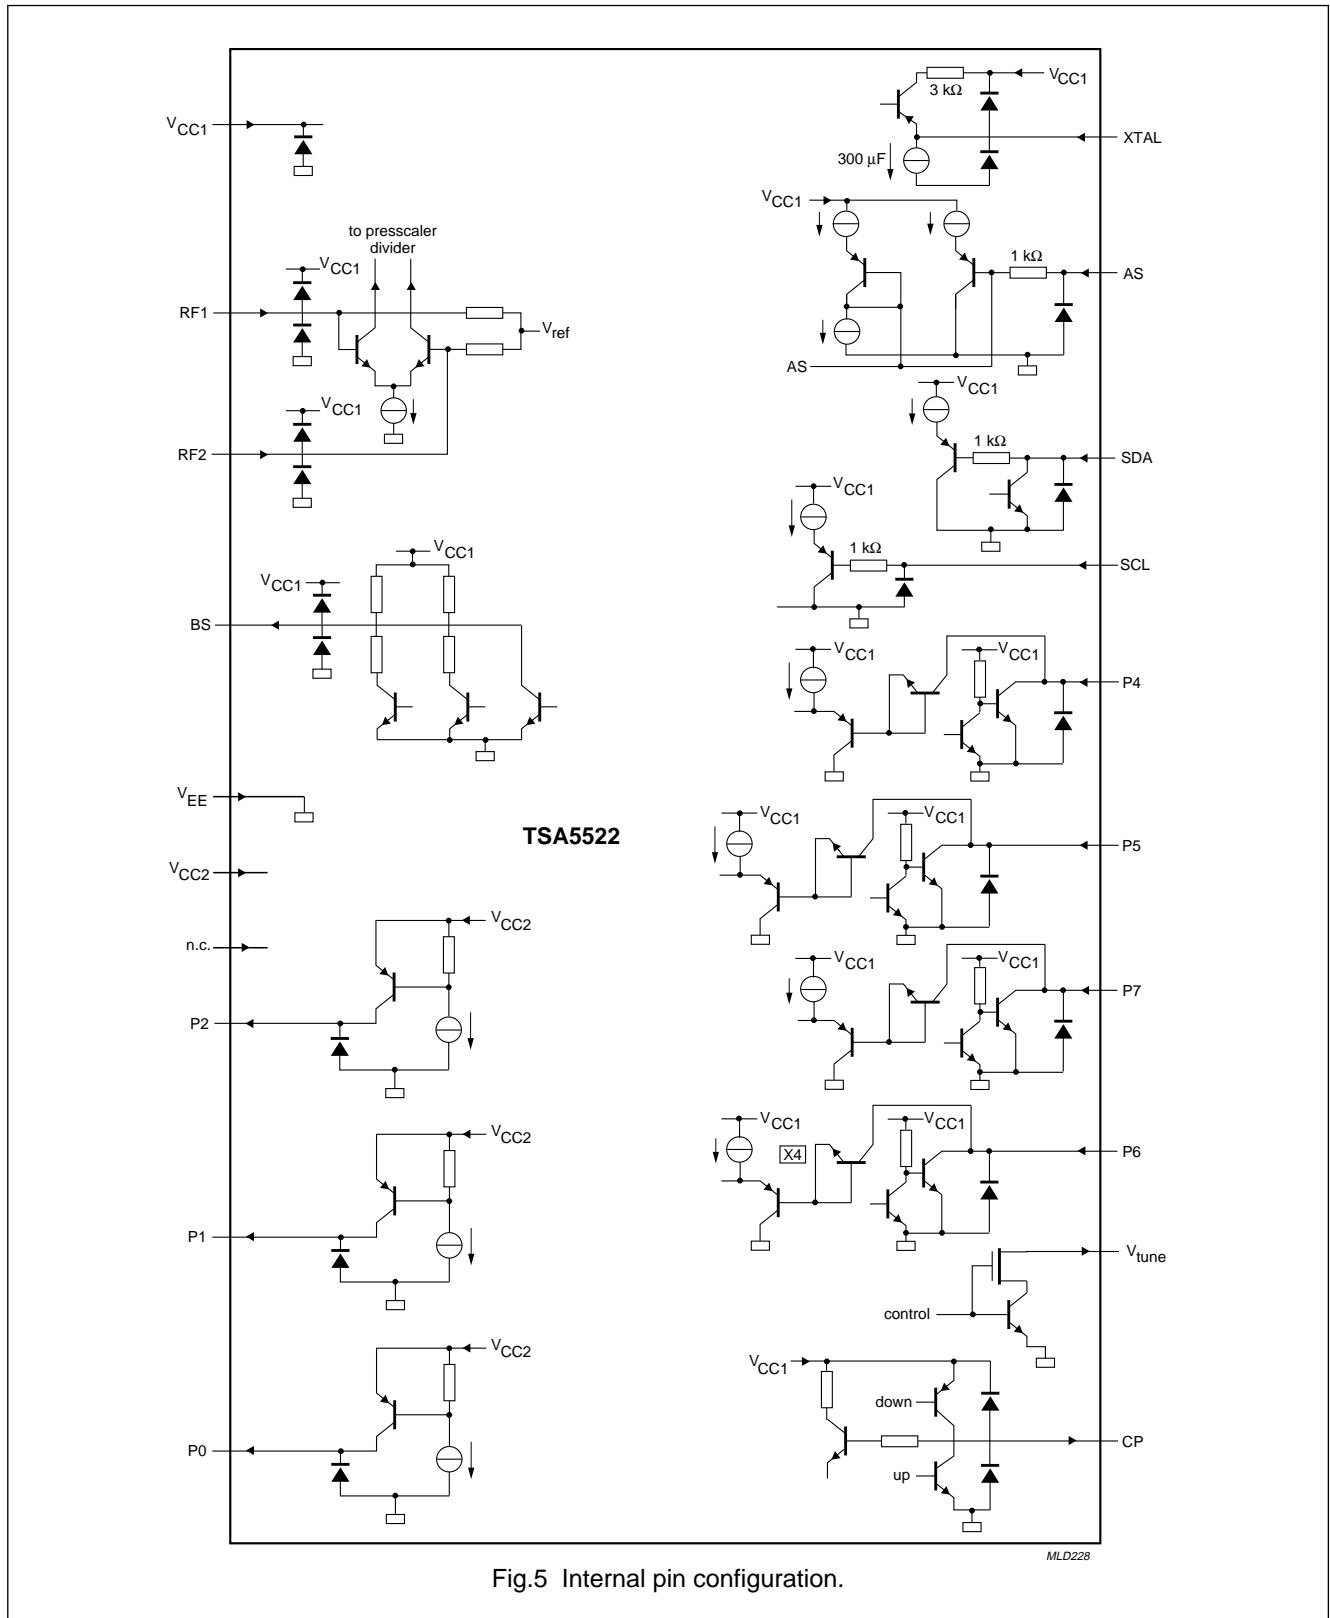 VCC1
3 kΩ
VCC1
XTAL
300 µF
VCC1
to presscaler
divider
VCC1
1 kΩ
AS
RF1
Vref
AS
VCC1
VCC1
RF2
1 kΩ
SDA
VCC1
VCC1
1 kΩ
SCL
VCC1
BS
VCC1
VCC1
P4
VEE
TSA5522
VCC1
VCC1
P5
VCC2
VCC2
n.c.
VCC1
VCC1
P7
P2
VCC1
VCC1
VCC2
X4
P6
P1
Vtune
control
VCC2
VCC1
down
P0
CP
up
MLD228
Fig.5 Internal pin configuration.